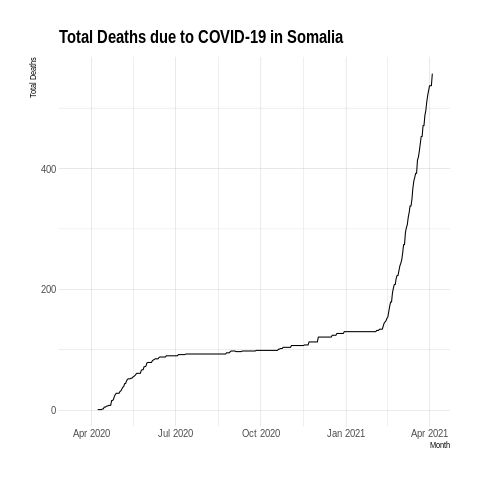 Total Deaths due to COVID-19 in Somalia
Total Deaths
400
200
0
Apr 2020 Jul 2020 Oct 2020 Jan 2021 Apr 2021
Month